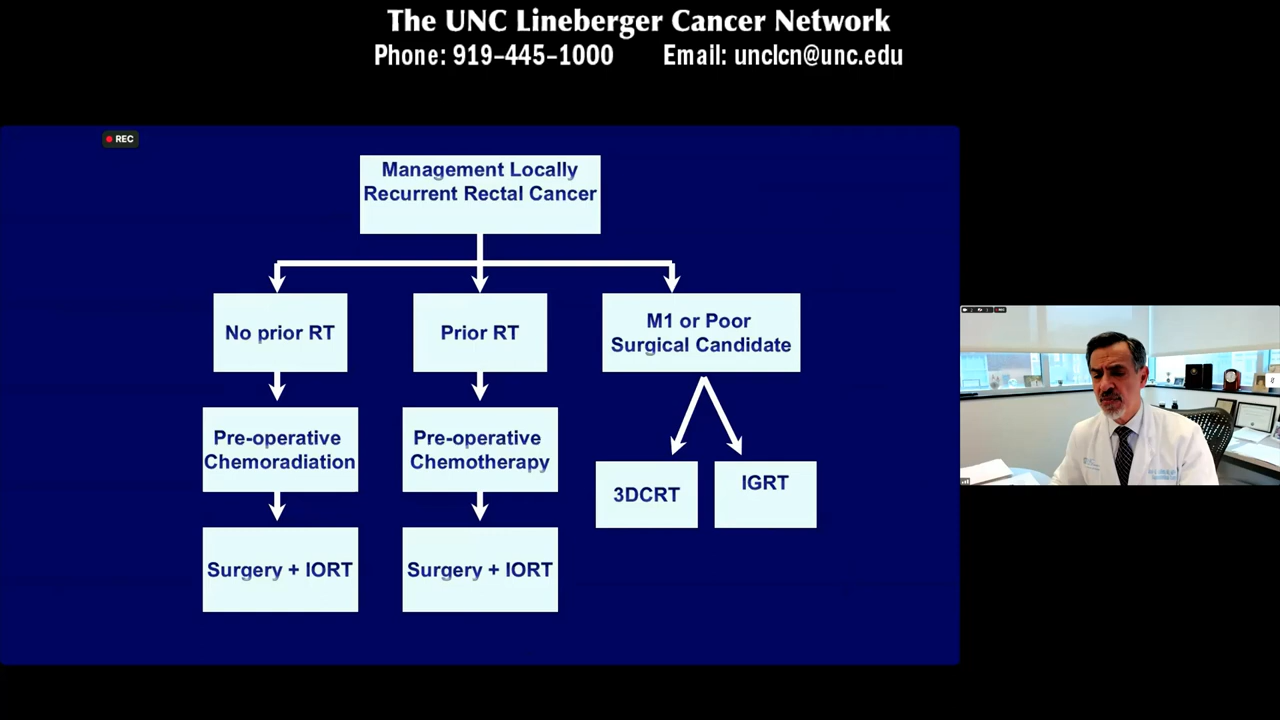 The UNC Lineberger Cancer Network
Phone: 919-445-1000 Email: unclcn@unc.edu
REC
Management Locally
Recurrent Rectal Cancer
No prior RT
Prior RT
M1 or Poor
Surgical Candidate
Pre-operative
Chemoradiation
Pre-operative
Chemotherapy
3DCRT
IGRT
Surgery + IORT
Surgery + IORT